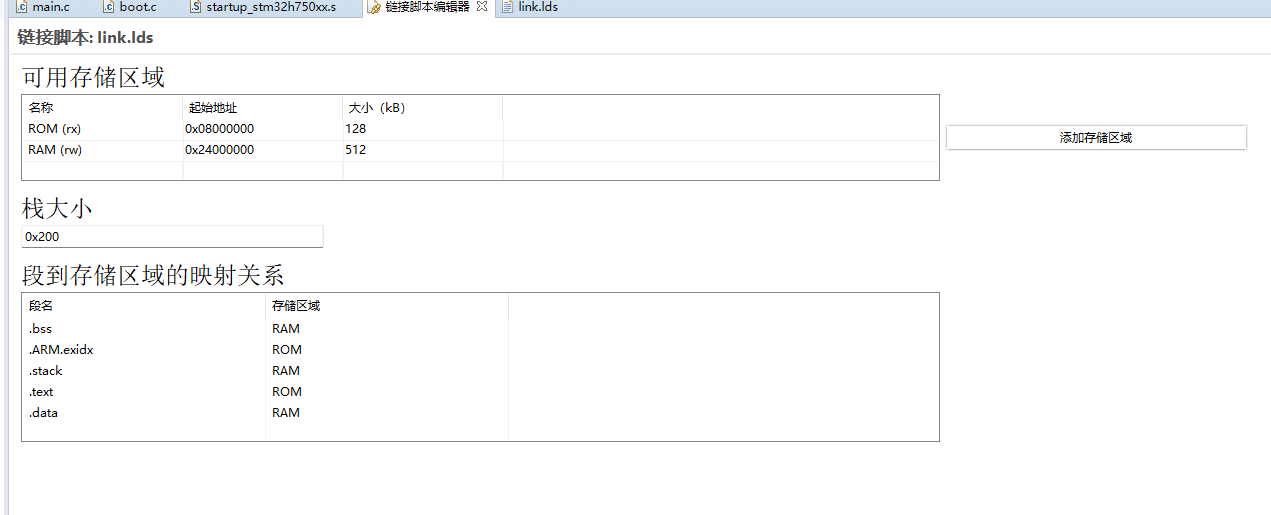 main.c boot.c startup_stm32h750xx.s 链接脚本编辑器 link.lds
链接脚本: link.lds
可用存储区域
名称 起始地址 大小（kB）
ROM (rx) 0x08000000 128
RAM (rw) 0x24000000 512
添加存储区域
栈大小
0x200
段到存储区域的映射关系
段名 存储区域
.bss RAM
.ARM.exidx ROM
.stack RAM
.text ROM
.data RAM